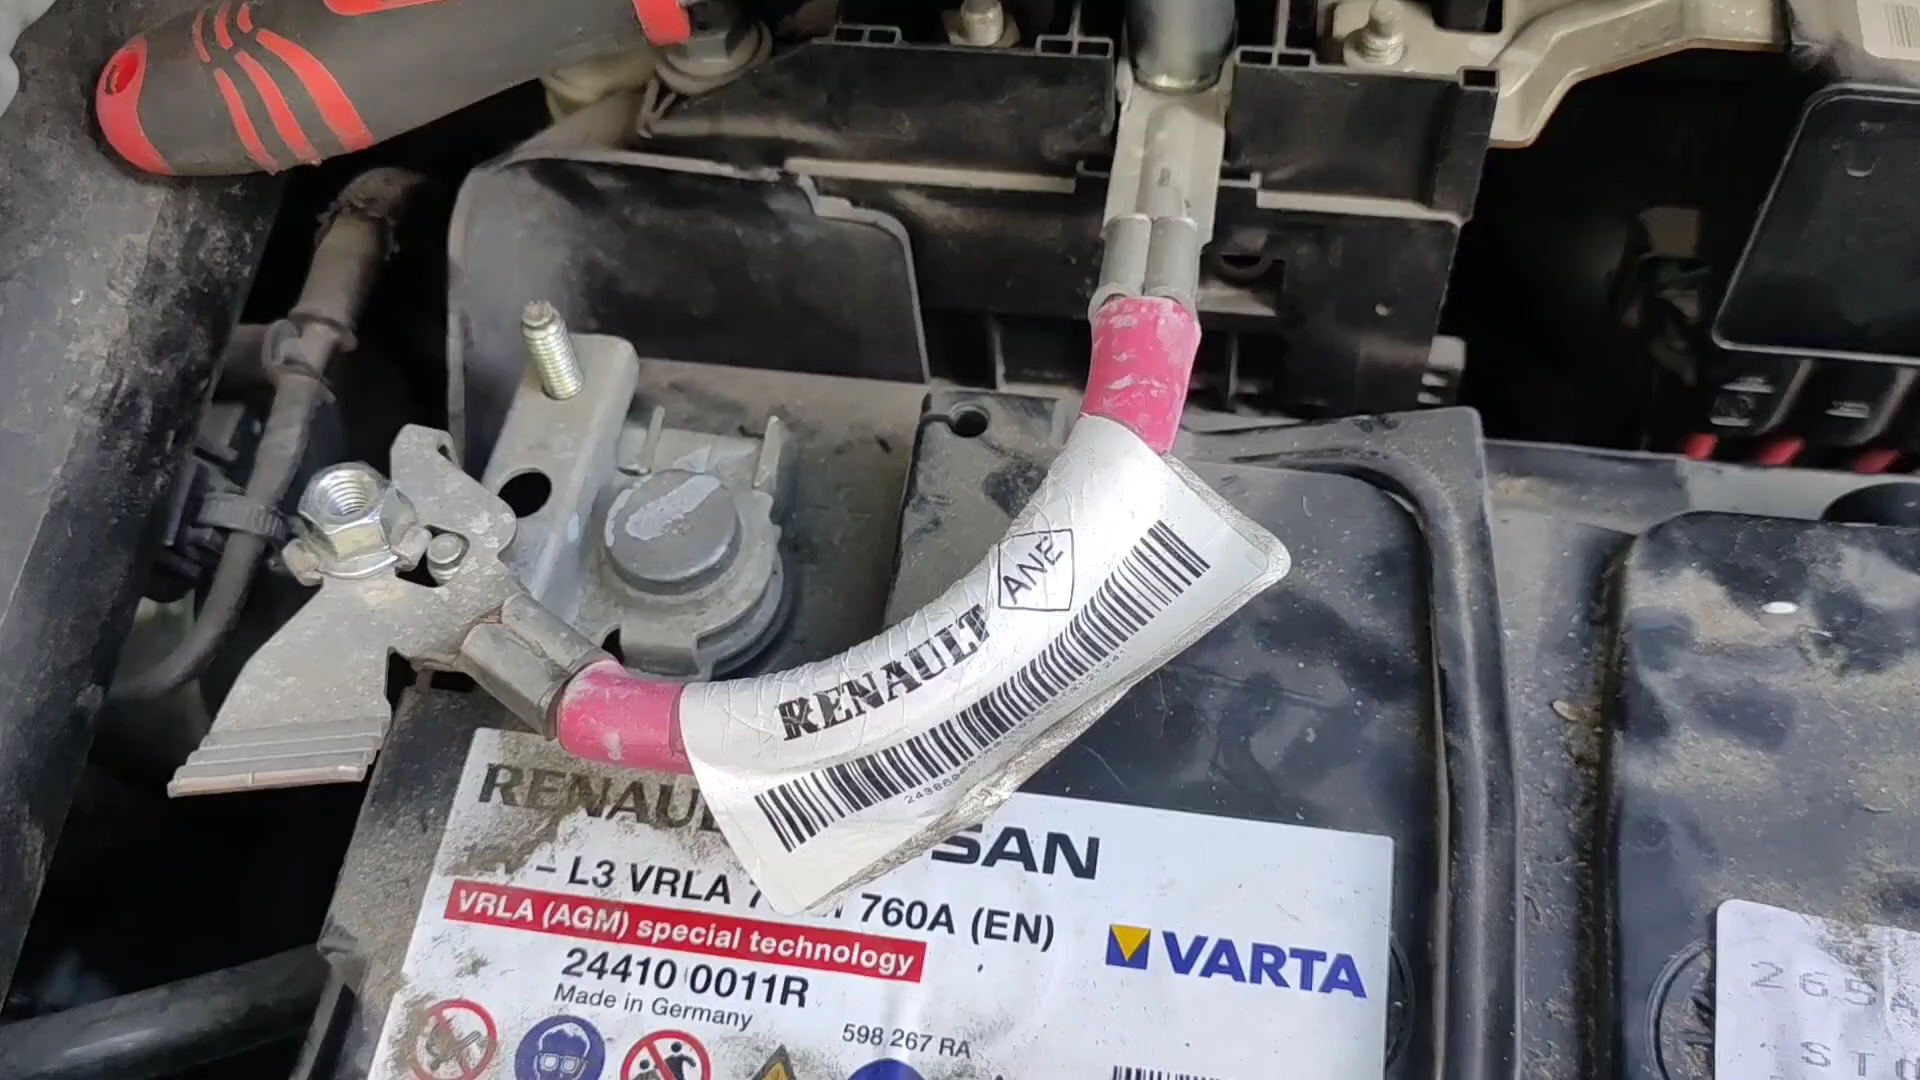 RENAULT
ANE
SAN
L3 VRLA 7 760A (EN)
VRLA (AGM) special technology
24410 0011R
Made in Germany
598 267 RA
VARTA